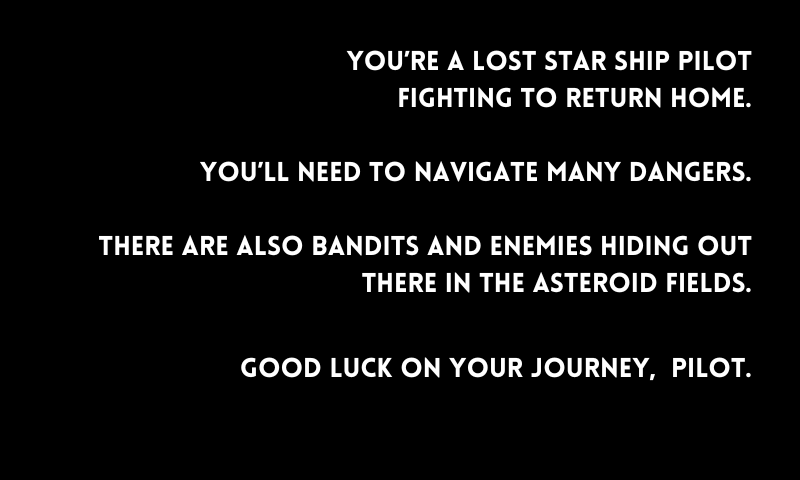 YOU'RE A LOST STAR SHIP PILOT
FIGHTING TO RETURN HOME.
YOU'LL NEED TO NAVIGATE MANY DANGERS.
THERE ARE ALSO BANDITS AND ENEMIES HIDING OUT
THERE IN THE ASTEROID FIELDS.
GOOD LUCK ON YOUR JOURNEY,  PILOT.